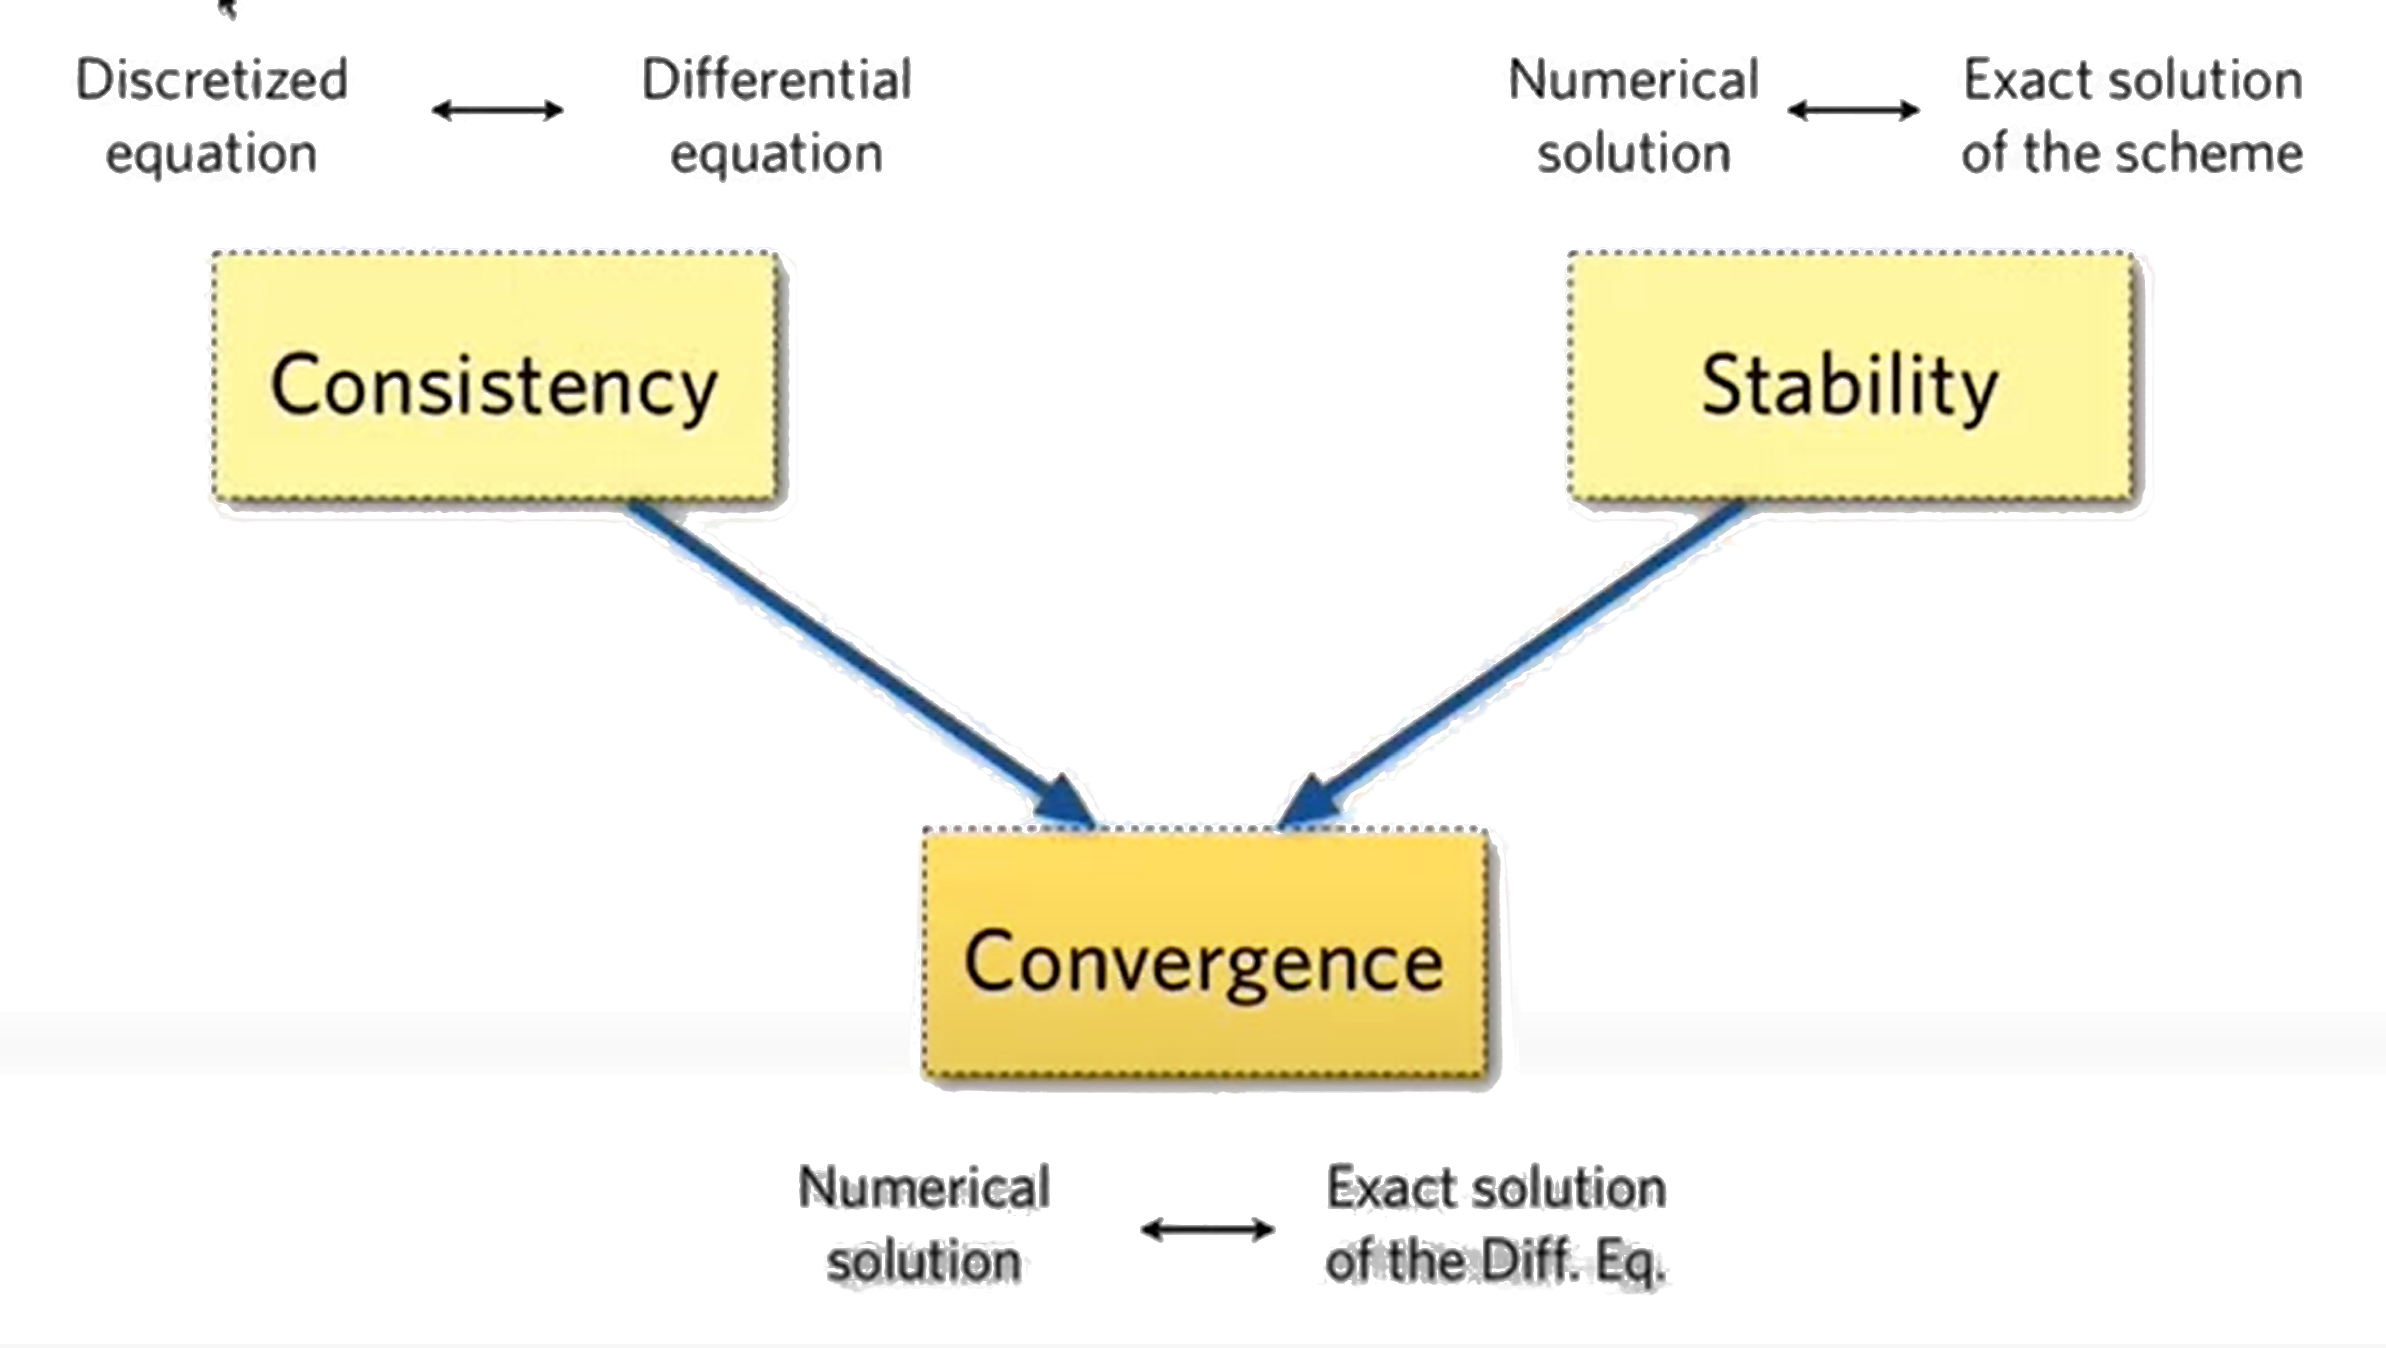 Discretized
equation
Differential
equation
Numerical
solution
Exact solution
of the scheme
Consistency
Stability
Convergence
Numerical
solution
Exact solution
of the Diff. Eq.